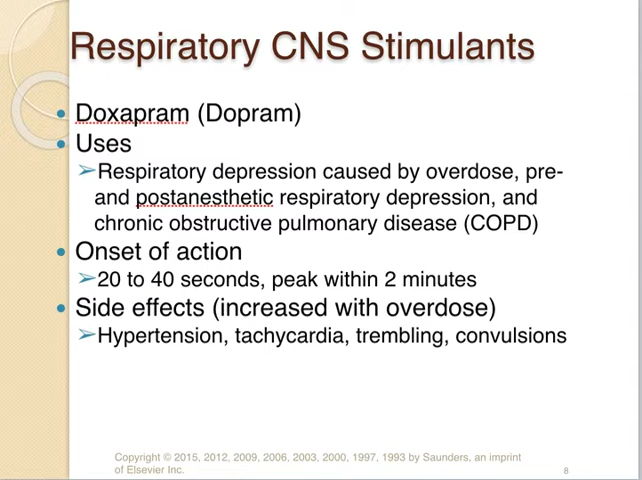 Respiratory CNS Stimulants
• Doxapram (Dopram)
• Uses
➢Respiratory depression caused by overdose, pre-
and postanesthetic respiratory depression, and
chronic obstructive pulmonary disease (COPD)
• Onset of action
➢20 to 40 seconds, peak within 2 minutes
• Side effects (increased with overdose)
➢Hypertension, tachycardia, trembling, convulsions
Copyright © 2015, 2012, 2009, 2006, 2003, 2000, 1997, 1993 by Saunders, an imprint
of Elsevier Inc.
8